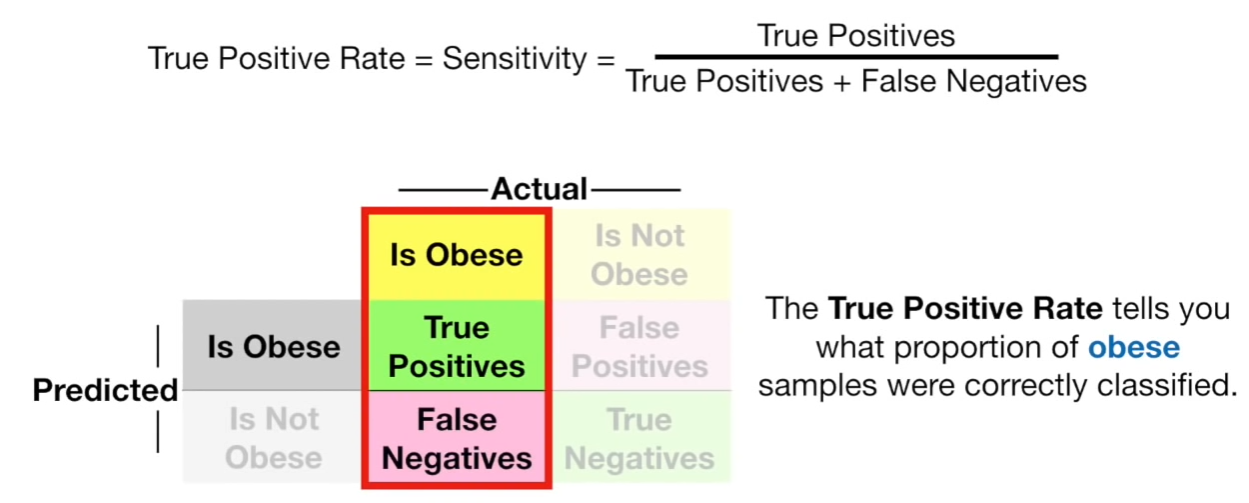 True Positives
True Positive Rate = Sensitivity =
True Positives + False Negatives
Actual
Is Obese
Is Not
Obese
Is Obese
True
Positives
False
Positives
Predicted
Is Not
Obese
False
Negatives
True
Negatives
The True Positive Rate tells you
what proportion of obese
samples were correctly classified.